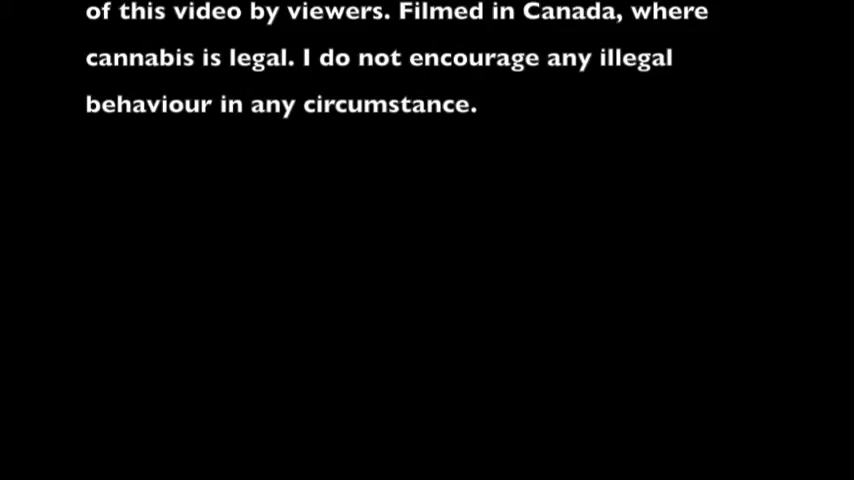 of this video by viewers. Filmed in Canada, where
cannabis is legal. I do not encourage any illegal
behaviour in any circumstance.